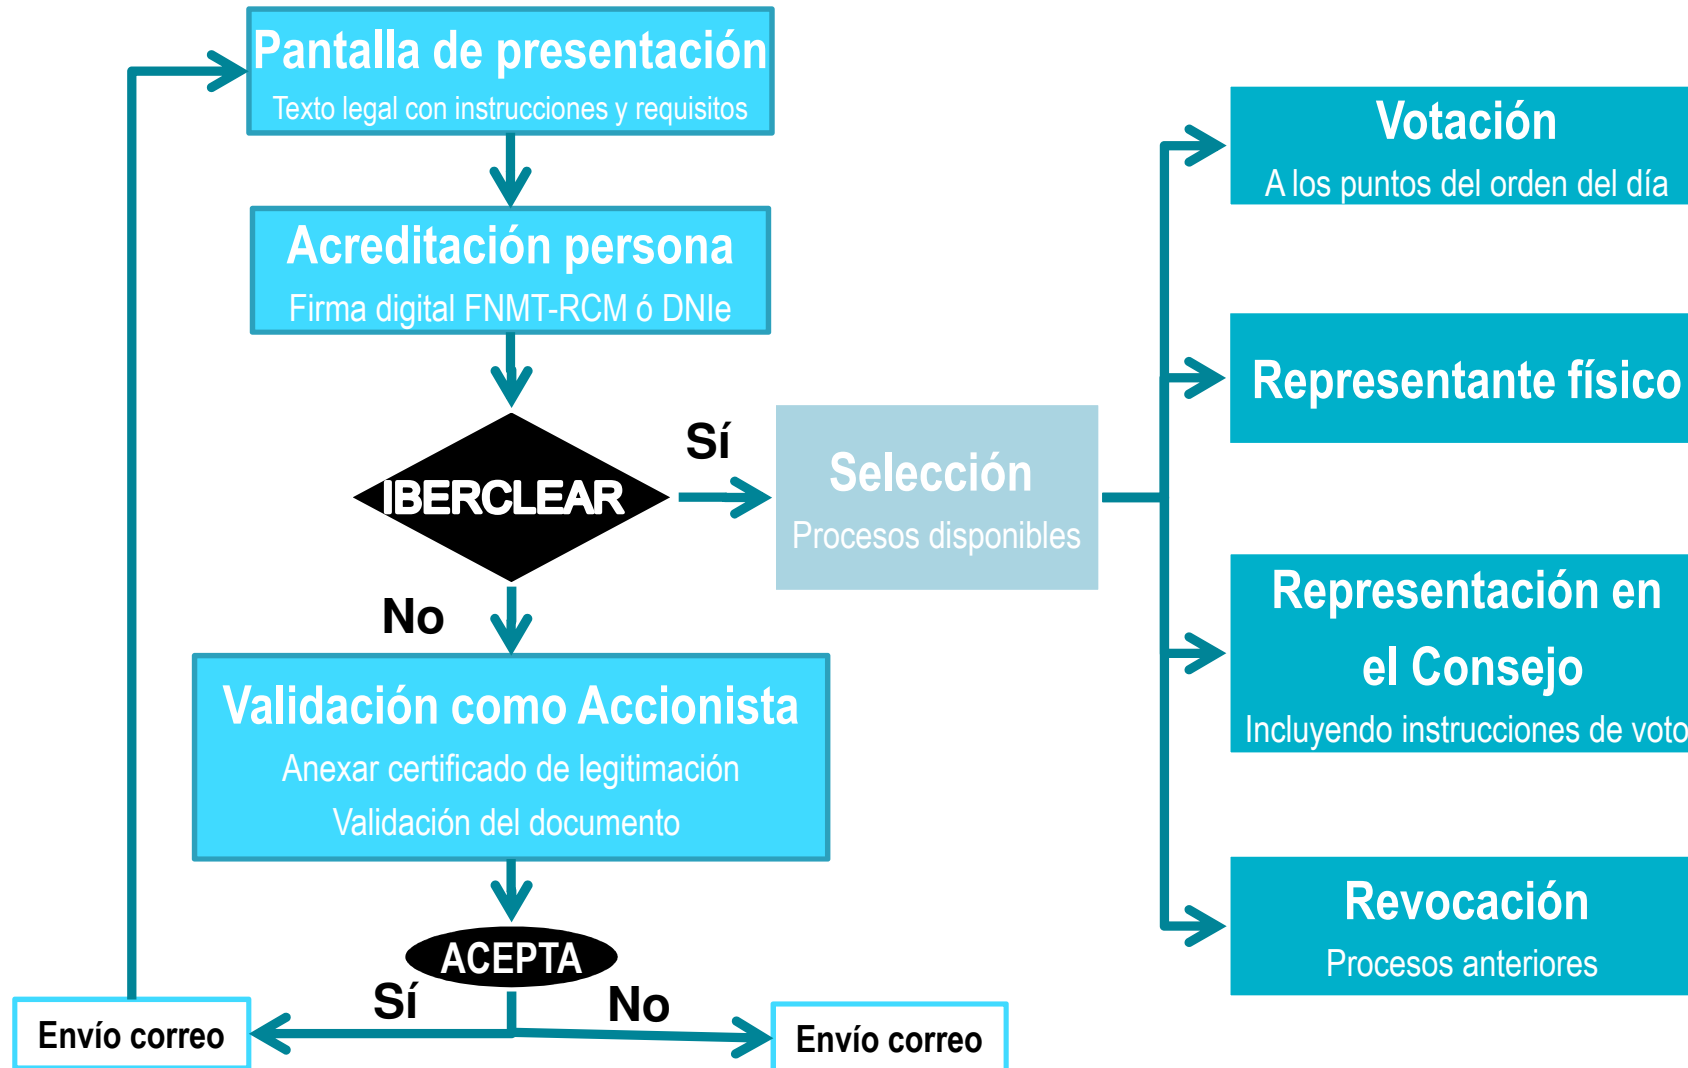 Pantalla de presentación
Texto legal con instrucciones y requisitos
Acreditación persona
Firma digital FNMT-RCM ó DNIe
IBERCLEAR
Sí
No
Selección
Procesos disponibles
Validación como Accionista
Anexar certificado de legitimación
Validación del documento
ACEPTA
Sí
No
Envío correo
Envío correo
Votación
A los puntos del orden del día
Representante físico
Representación en
el Consejo
Incluyendo instrucciones de voto
Revocación
Procesos anteriores